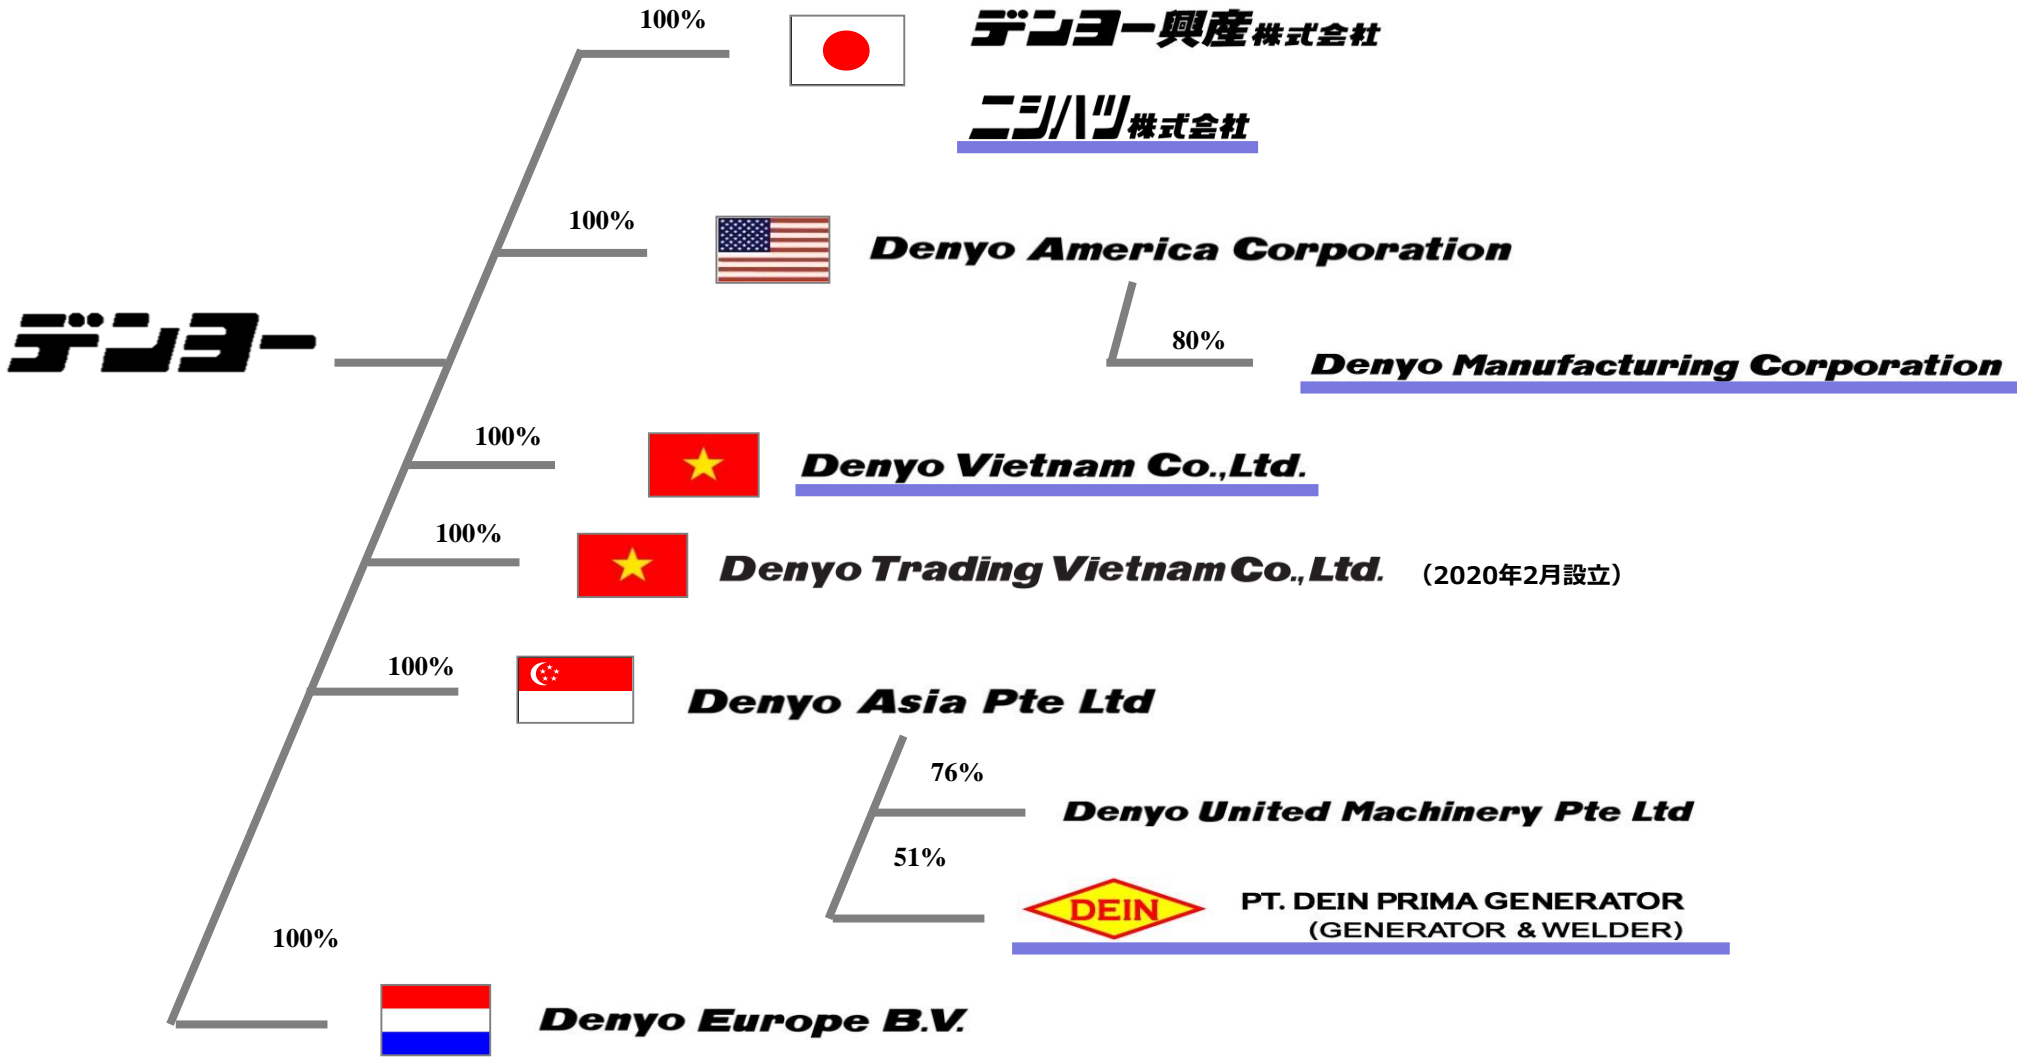 100%
デンヨー興産株式会社
ニシハツ株式会社
100%
Denyo America Corporation
デンヨー
80%
Denyo Manufacturing Corporation
100%
Denyo Vietnam Co.,Ltd.
100%
Denyo Trading Vietnam Co.,Ltd. （2020年2月設立）
100%
Denyo Asia Pte Ltd
76%
Denyo United Machinery Pte Ltd
51%
DEIN
PT. DEIN PRIMA GENERATOR
(GENERATOR & WELDER)
100%
Denyo Europe B.V.